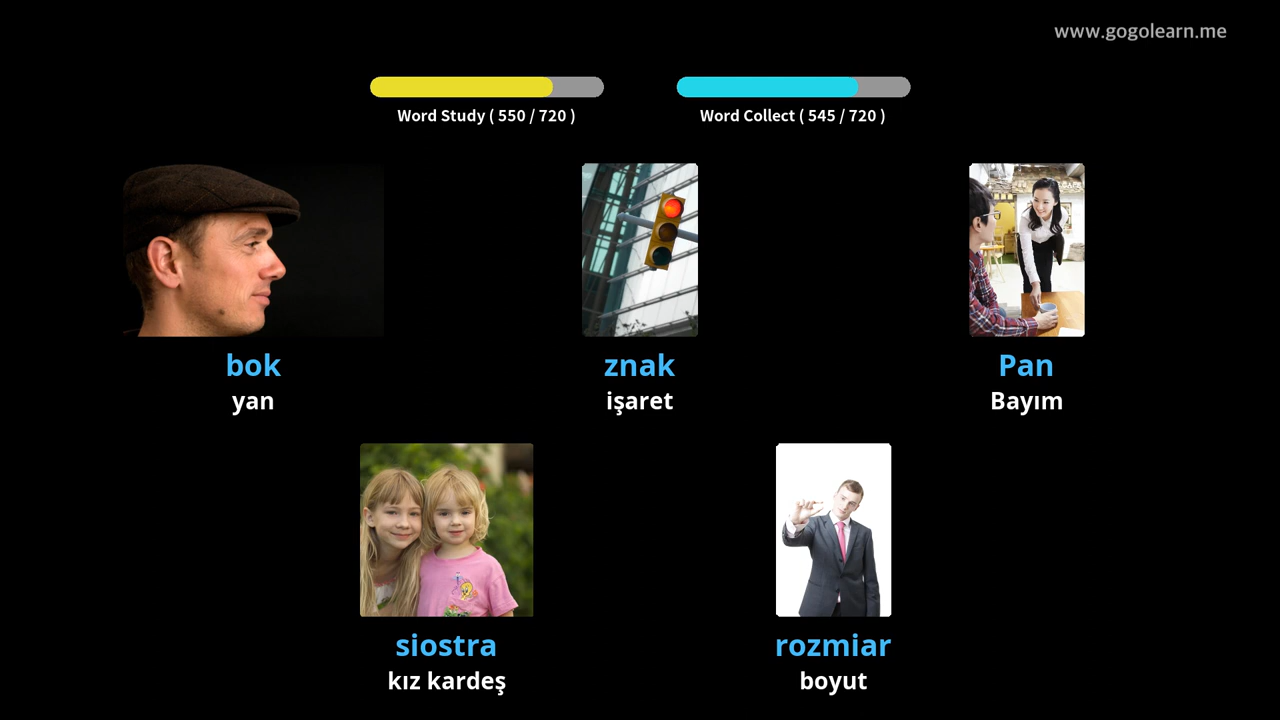 www.gogolearn.me
Word Study ( 550 / 720 )
Word Collect ( 545 / 720 )
bok
yan
znak
işaret
Pan
Bayım
siostra
kız kardeş
rozmiar
boyut